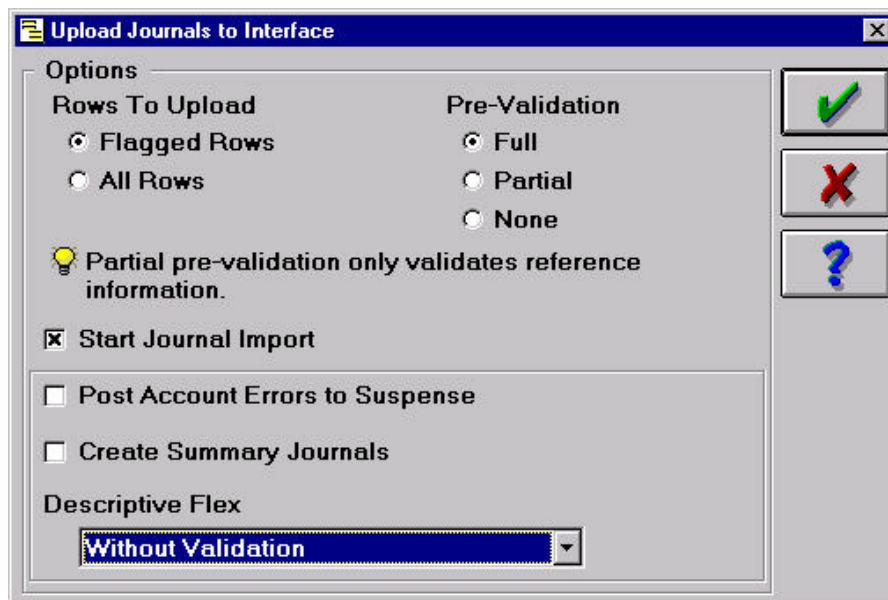 Upload Journals to Interface
Options
Rows To Upload
Pre-Validation
Flagged Rows
Full
All Rows
Partial
None
Partial pre-validation only validates reference
information.
Start Journal Import
Post Account Errors to Suspense
Create Summary Journals
Descriptive Flex
Without Validation